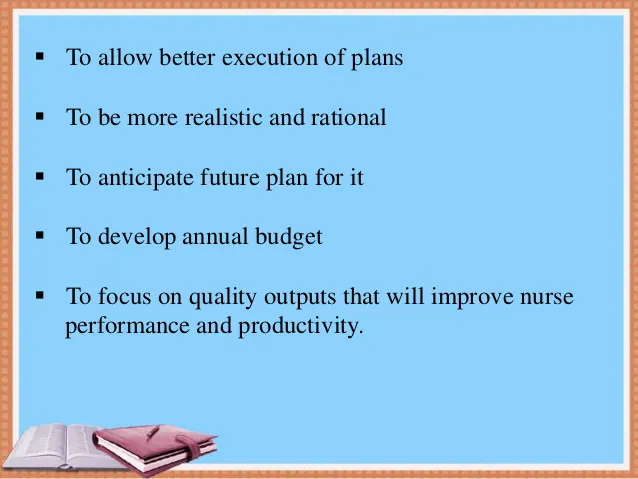 ▪ To allow better execution of plans
▪ To be more realistic and rational
▪ To anticipate future plan for it
▪ To develop annual budget
▪ To focus on quality outputs that will improve nurse
performance and productivity.